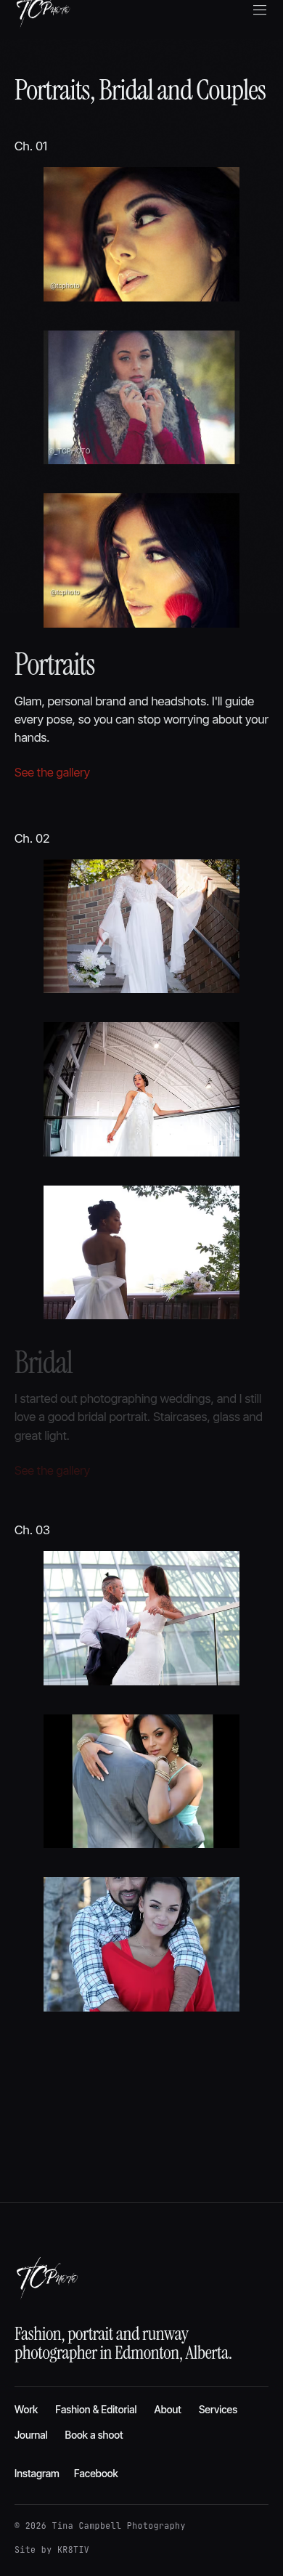 TCPHOTO
Portraits, Bridal and Couples
Ch. 01
@tcphoto
_TCPHOTO
@tcphoto
Portraits
Glam, personal brand and headshots. I'll guide
every pose, so you can stop worrying about your
hands.
See the gallery
Ch. 02
Bridal
I started out photographing weddings, and I still
love a good bridal portrait. Staircases, glass and
great light.
See the gallery
Ch. 03
TCPHOTO
Fashion, portrait and runway
photographer in Edmonton, Alberta.
Work Fashion & Editorial About Services
Journal Book a shoot
Instagram Facebook
© 2026 Tina Campbell Photography
Site by KR8TIV